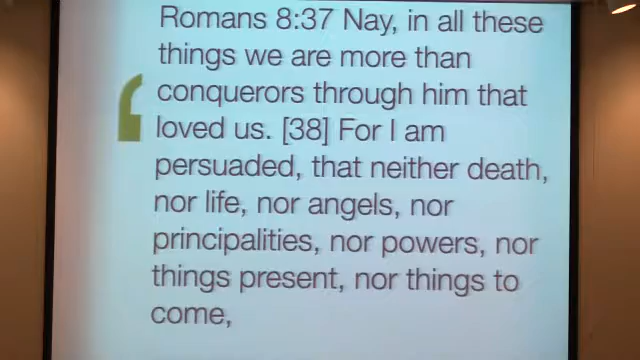 Romans 8:37 Nay, in all these
things we are more than
conquerors through him that
loved us. [38] For I am
persuaded, that neither death,
nor life, nor angels, nor
principalities, nor powers, nor
things present, nor things to
come,